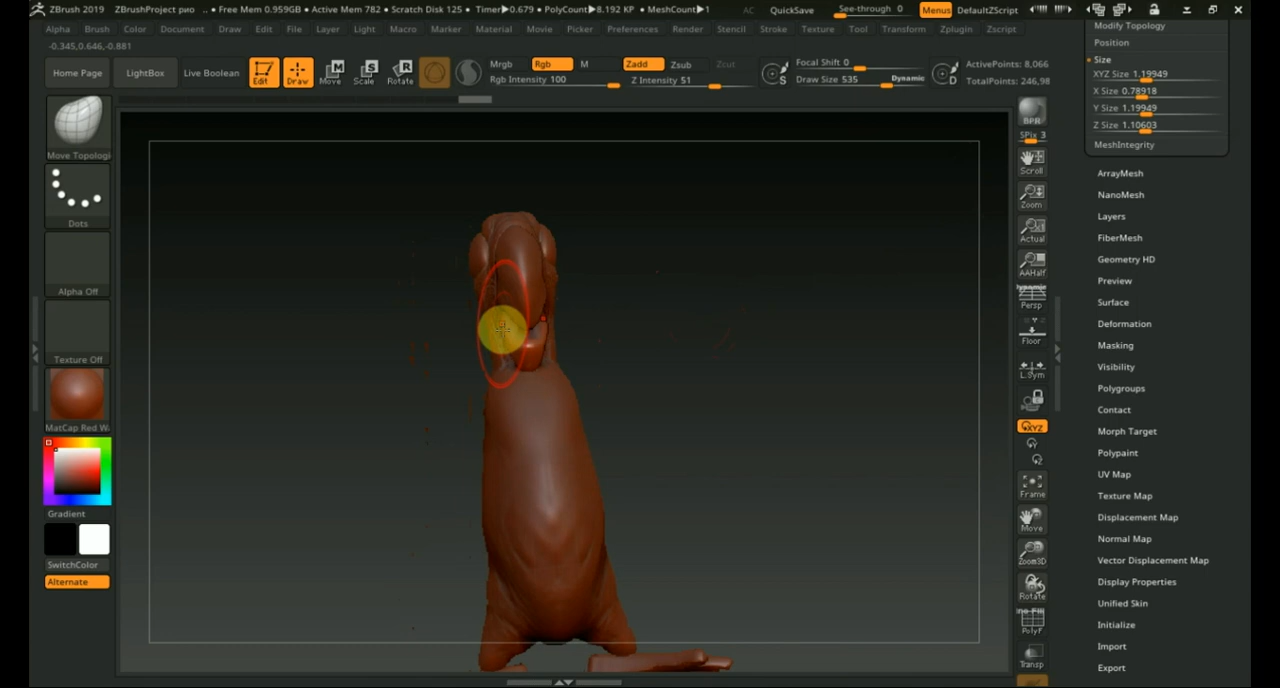 ZBrush 2019 ZBrushProject рио .. • Free Mem 0.959GB • Active Mem 782 • Scratch Disk 125 • Timer▶0.679 • PolyCount▶8.192 KP • MeshCount▶1 AC QuickSave See-through 0 Menus DefaultZScript
Alpha Brush Color Document Draw Edit File Layer Light Macro Marker Material Movie Picker Preferences Render Stencil Stroke Texture Tool Transform Zplugin Zscript
-0.345,0.646,-0.881
Home Page LightBox Live Boolean Edit Draw Move Scale Rotate
Mrgb Rgb M Zadd Zsub Zcut
Rgb Intensity 100 Z Intensity 51
S Focal Shift 0
Draw Size 535 Dynamic
D ActivePoints: 8,066
TotalPoints: 246,98
Move Topologi
Dots
Alpha Off
Texture Off
MatCap Red W
Gradient
SwitchColor
Alternate
BPR
SPix 3
Scroll
Zoom
Actual
AAHalf
Dynamic
Persp
Floor
L.Sym
XYZ
Frame
Move
Zoom3D
Rotate
PolyF
Transp
Modify Topology
Position
Size
XYZ Size 1.19949
X Size 0.78918
Y Size 1.19949
Z Size 1.10603
MeshIntegrity
ArrayMesh
NanoMesh
Layers
FiberMesh
Geometry HD
Preview
Surface
Deformation
Masking
Visibility
Polygroups
Contact
Morph Target
Polypaint
UV Map
Texture Map
Displacement Map
Normal Map
Vector Displacement Map
Display Properties
Unified Skin
Initialize
Import
Export